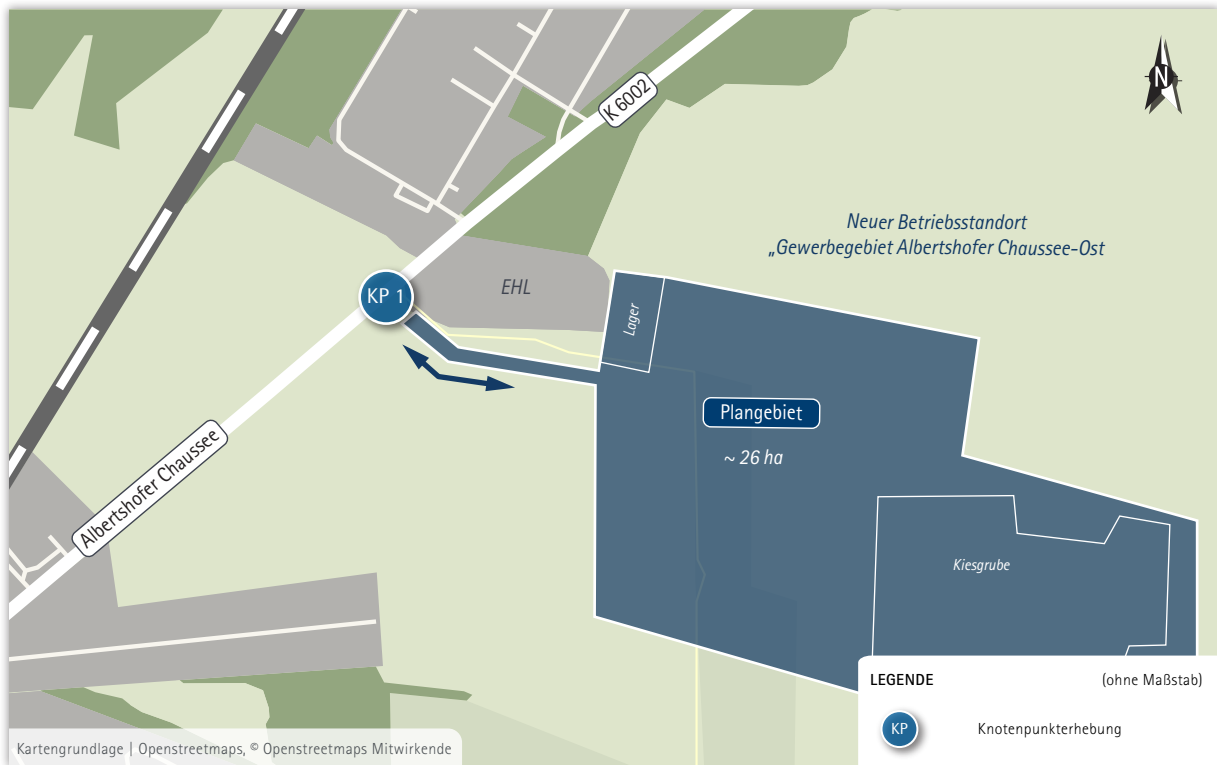 N
K 6002
Neuer Betriebsstandort
„Gewerbegebiet Albertshofer Chaussee-Ost
EHL
KP 1
Lager
Plangebiet
~ 26 ha
Albertshofer Chaussee
Kiesgrube
LEGENDE
(ohne Maßstab)
KP
Knotenpunkterhebung
Kartengrundlage | Openstreetmaps, © Openstreetmaps Mitwirkende